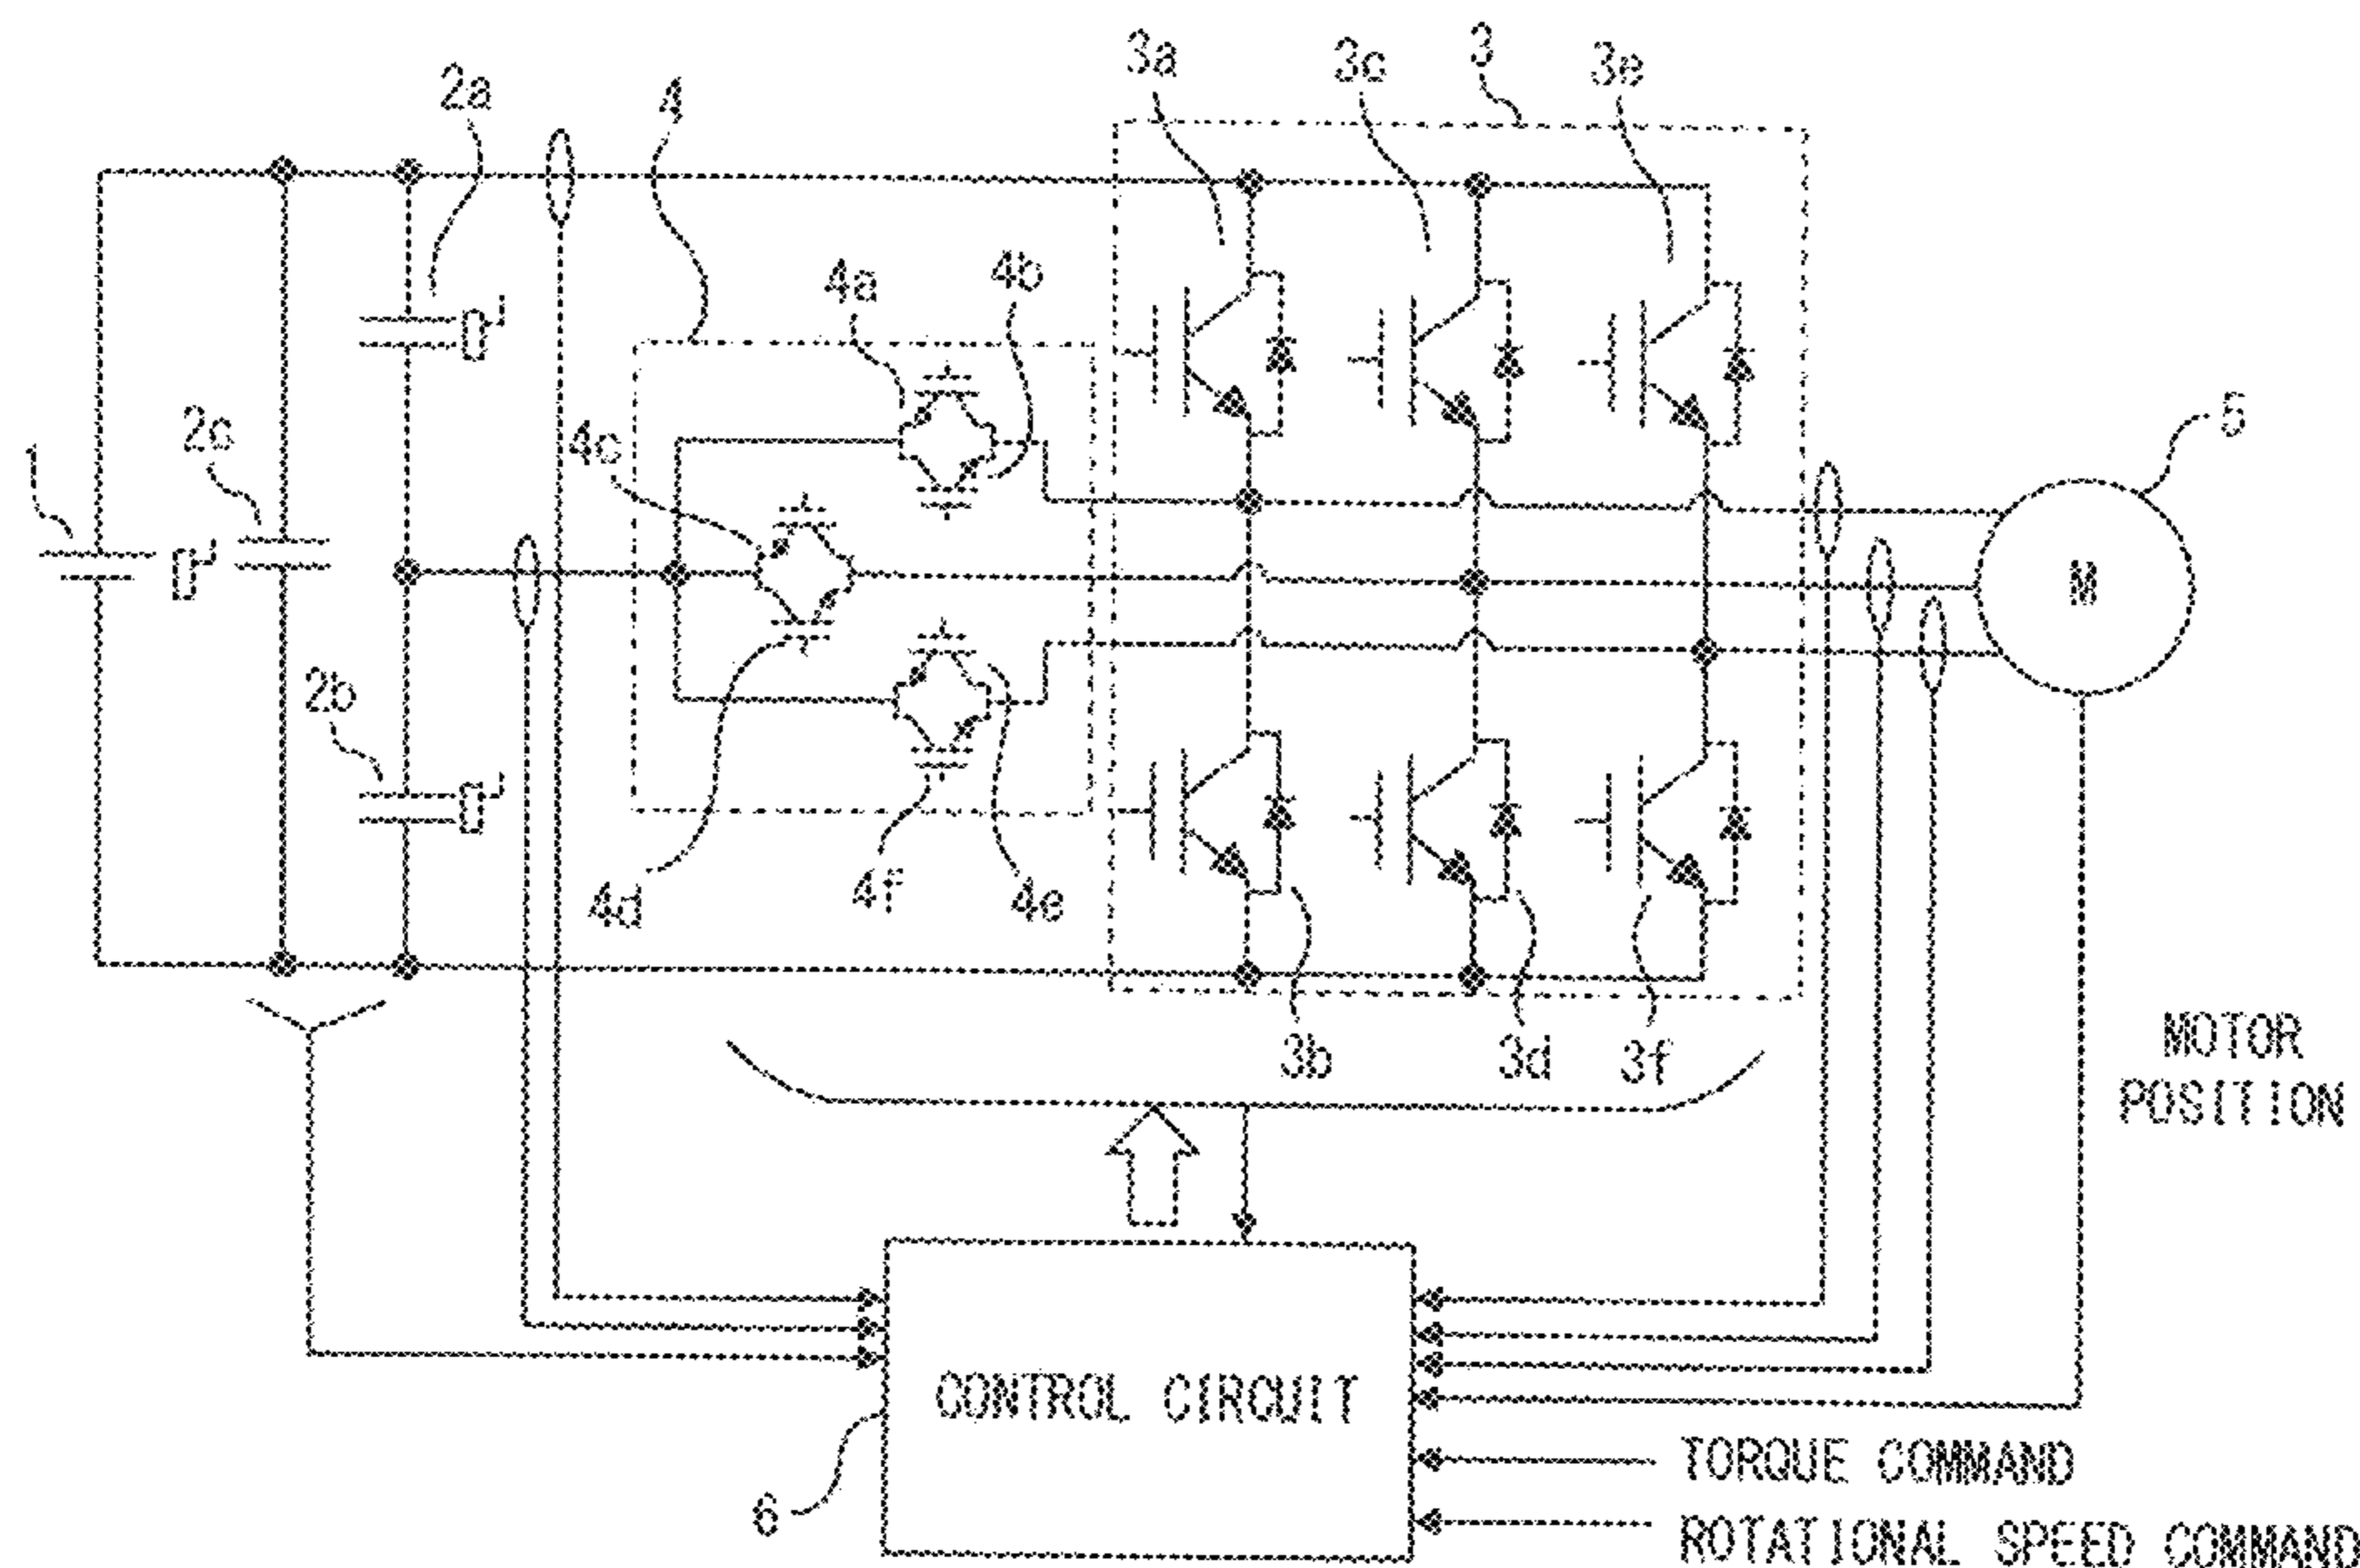 3a
3c
3
3e
2a
4
4a
4b
2c
4c
1
5
M
2b
4d
4f
4e
3b
3d
3f
MOTOR
POSITION
CONTROL CIRCUIT
TORQUE COMMAND
6
ROTATIONAL SPEED COMMAND